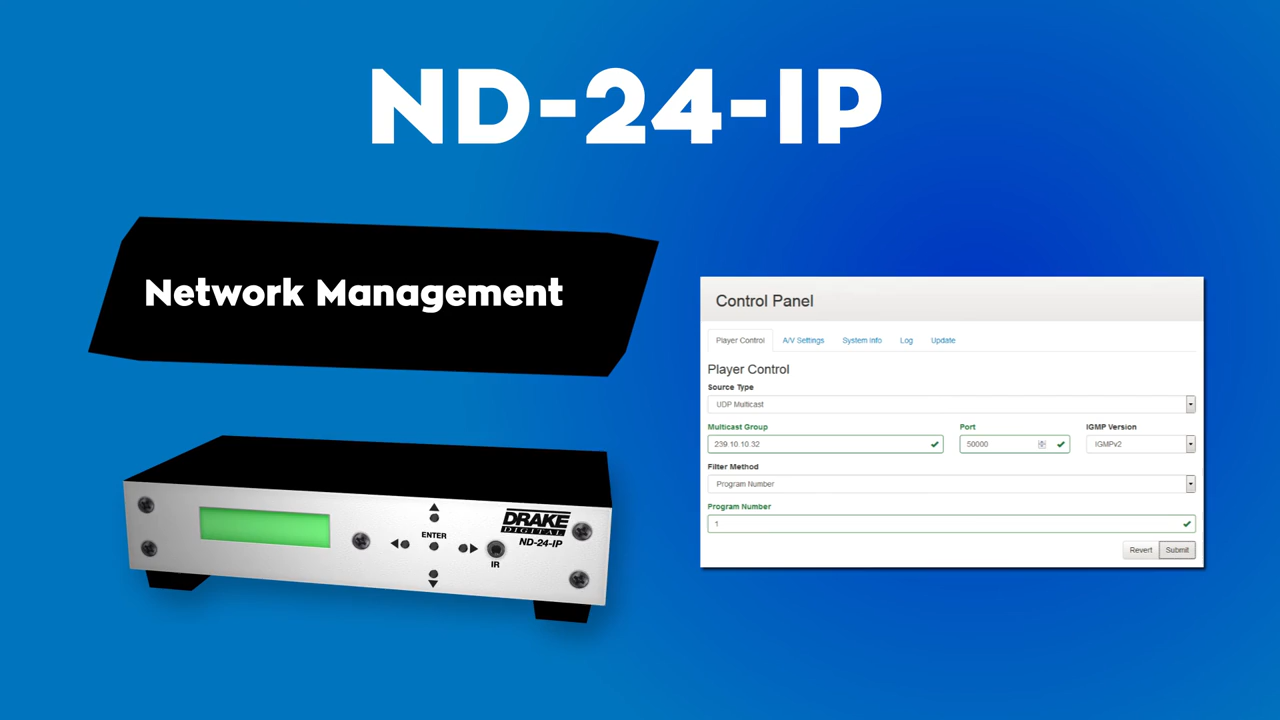 ND-24-IP
Network Management
Control Panel
Player Control A/V Settings System Info Log Update
Player Control
Source Type
UDP Multicast
Multicast Group Port IGMP Version
239.10.10.32 50000 IGMPv2
Filter Method
Program Number
Program Number
1
Revert Submit
DRAKE
DIGITAL
ND-24-IP
ENTER
IR